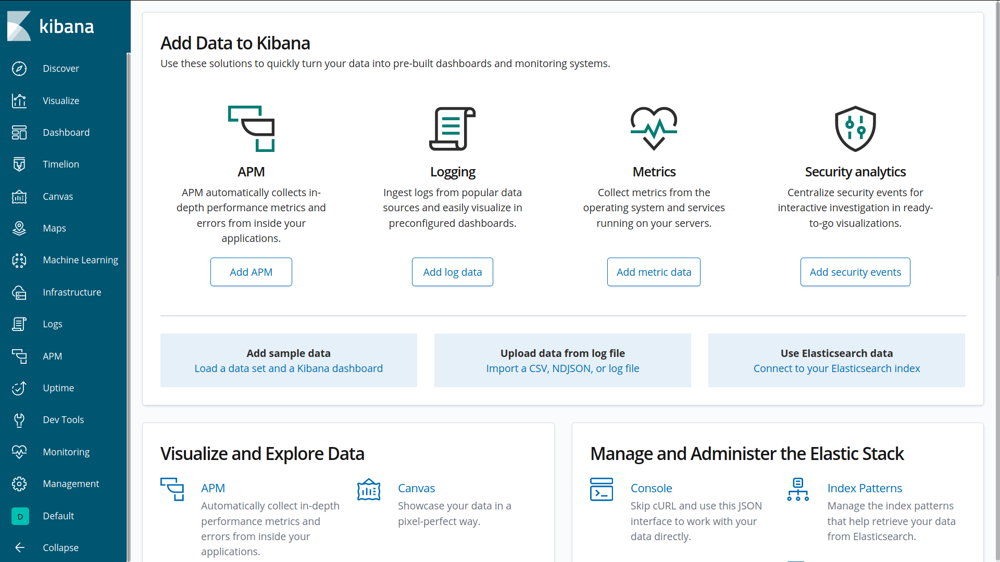 kibana
Discover
Visualize
Dashboard
Timelion
Canvas
Maps
Machine Learning
Infrastructure
Logs
APM
Uptime
Dev Tools
Monitoring
Management
D Default
Collapse
Add Data to Kibana
Use these solutions to quickly turn your data into pre-built dashboards and monitoring systems.
APM
APM automatically collects in-
depth performance metrics and
errors from inside your
applications.
Add APM
Logging
Ingest logs from popular data
sources and easily visualize in
preconfigured dashboards.
Add log data
Metrics
Collect metrics from the
operating system and services
running on your servers.
Add metric data
Security analytics
Centralize security events for
interactive investigation in ready-
to-go visualizations.
Add security events
Add sample data
Load a data set and a Kibana dashboard
Upload data from log file
Import a CSV, NDJSON, or log file
Use Elasticsearch data
Connect to your Elasticsearch index
Visualize and Explore Data
APM
Automatically collect in-depth
performance metrics and
errors from inside your
applications.
Canvas
Showcase your data in a
pixel-perfect way.
Manage and Administer the Elastic Stack
Console
Skip cURL and use this JSON
interface to work with your
data directly.
Index Patterns
Manage the index patterns
that help retrieve your data
from Elasticsearch.